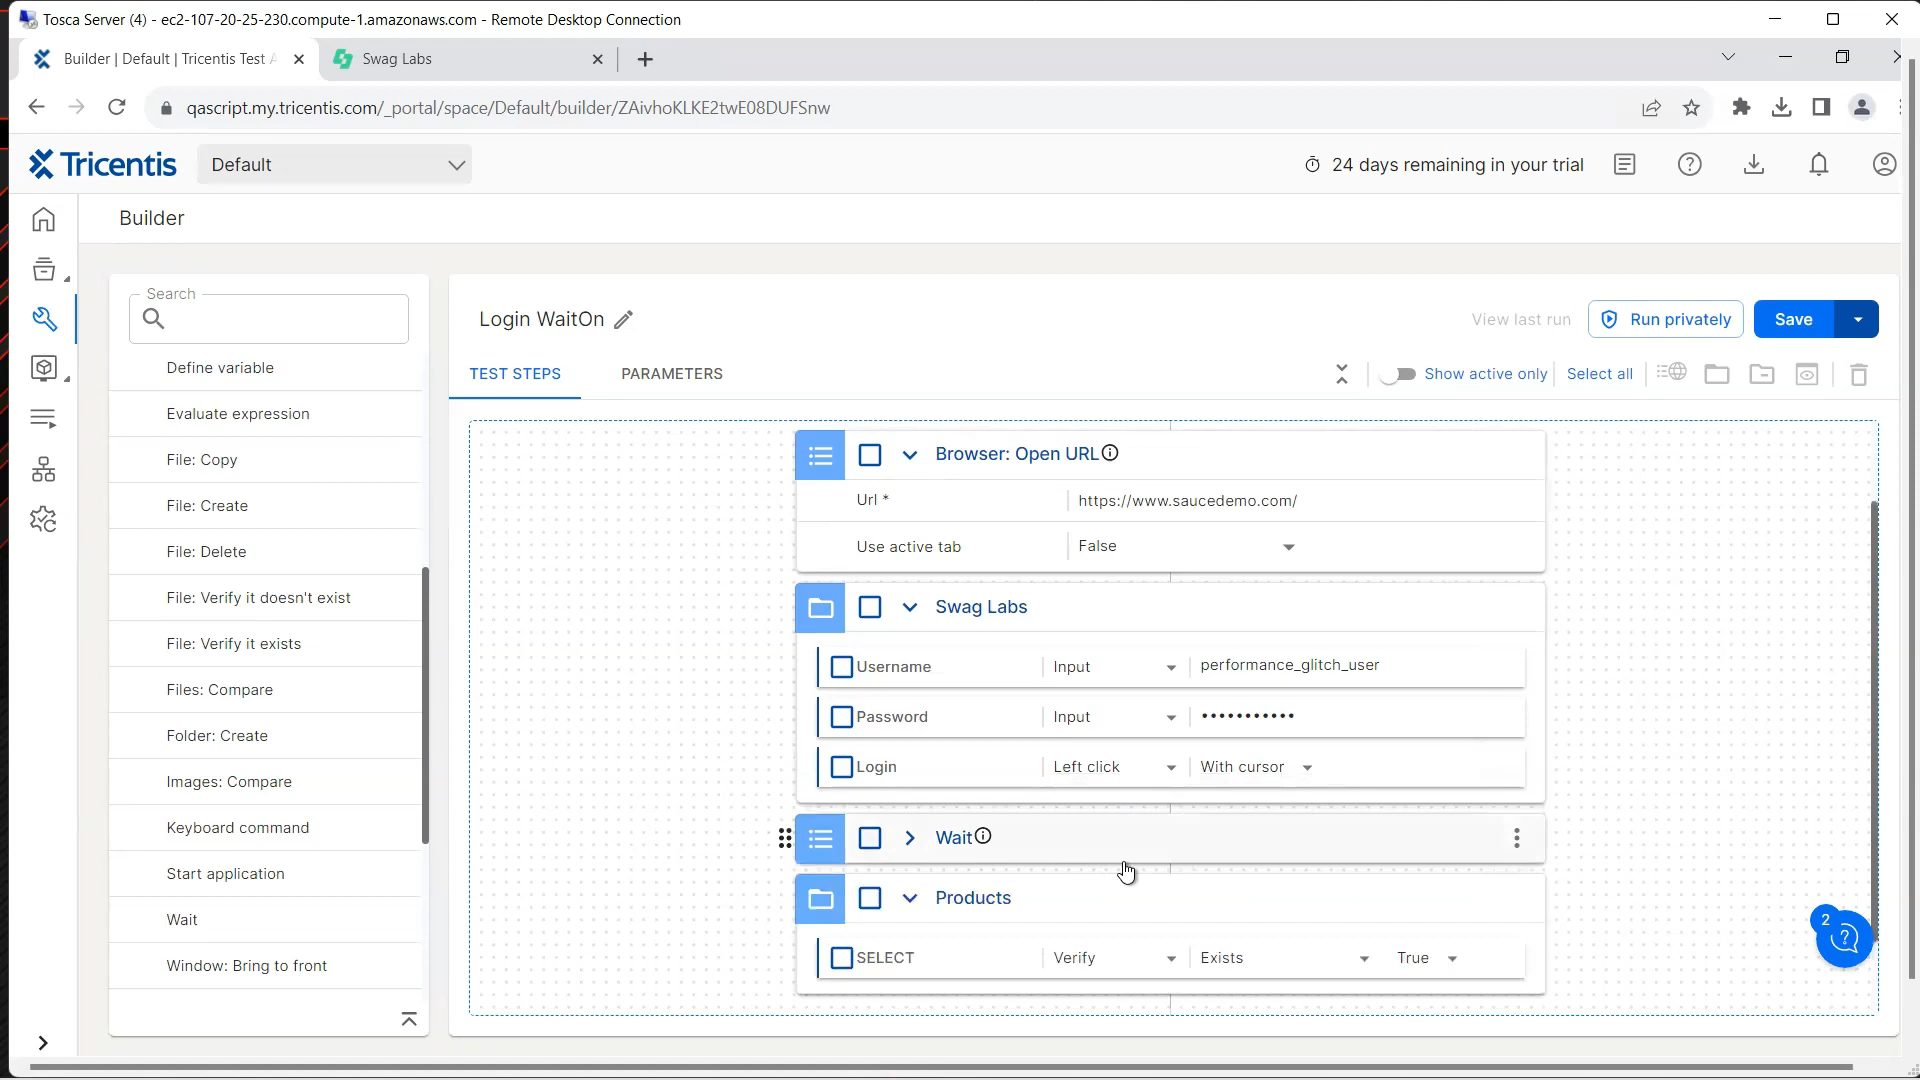 Tosca Server (4) - ec2-107-20-25-230.compute-1.amazonaws.com - Remote Desktop Connection
Builder | Default | Tricentis Test
Swag Labs
qascript.my.tricentis.com/_portal/space/Default/builder/ZAivhoKLKE2twE08DUFSnw
Tricentis
Default
24 days remaining in your trial
Builder
Search
Define variable
Evaluate expression
File: Copy
File: Create
File: Delete
File: Verify it doesn't exist
File: Verify it exists
Files: Compare
Folder: Create
Images: Compare
Keyboard command
Start application
Wait
Window: Bring to front
Login WaitOn
View last run
Run privately
Save
TEST STEPS
PARAMETERS
Show active only
Select all
Browser: Open URL
Url *
https://www.saucedemo.com/
Use active tab
False
Swag Labs
Username
Input
performance_glitch_user
Password
Input
•••••••••••
Login
Left click
With cursor
Wait
Products
SELECT
Verify
Exists
True
2